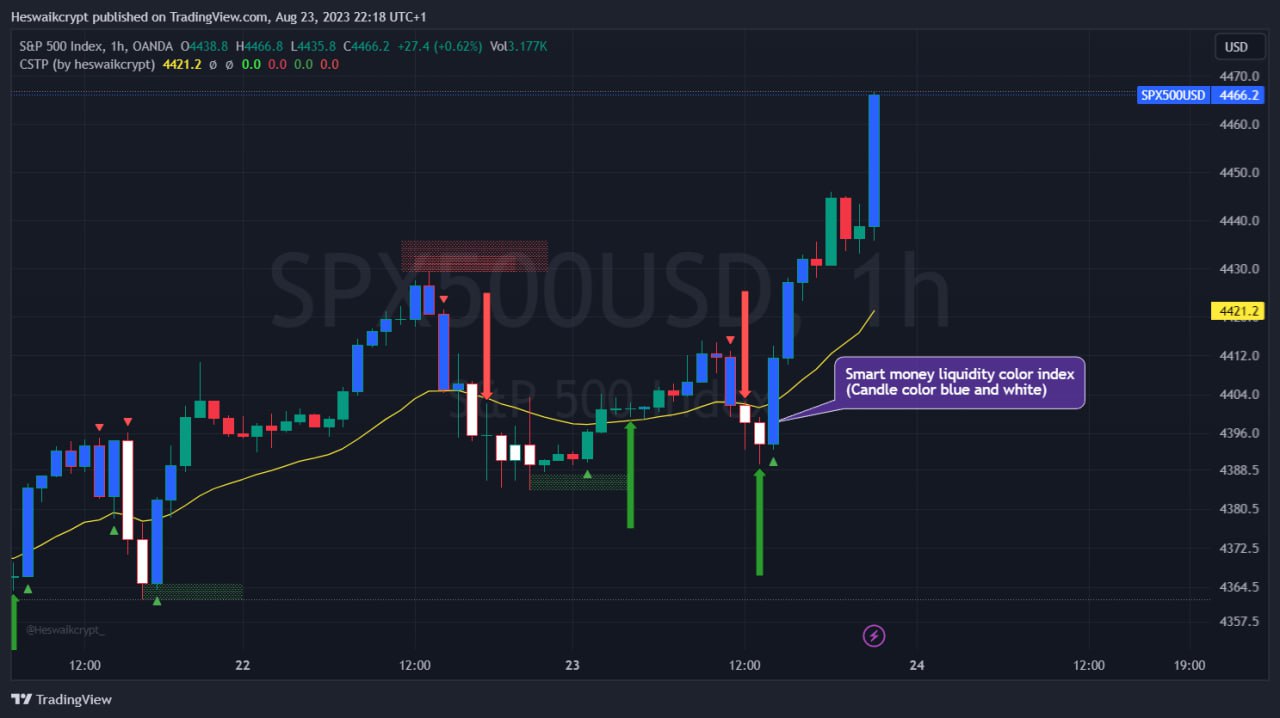 Heswaikcrypt published on TradingView.com, Aug 23, 2023 22:18 UTC+1
S&P 500 Index, 1h, OANDA O4438.8 H4466.8 L4435.8 C4466.2 +27.4 (+0.62%) Vol3.177K
USD
CSTP (by heswaikcrypt) 4421.2 ø ø 0.0 0.0 0.0 0.0
4470.0
SPX500USD 4466.2
4460.0
4450.0
4440.0
4430.0
SPX500USD, 1h
4421.2
4412.0
Smart money liquidity color index
(Candle color blue and white)
4404.0
S&P 500 Index
4396.0
4388.5
4380.5
4372.5
4364.5
4357.5
@Heswaikcrypt_
12:00 22 12:00 23 12:00 24 12:00 19:00
TradingView